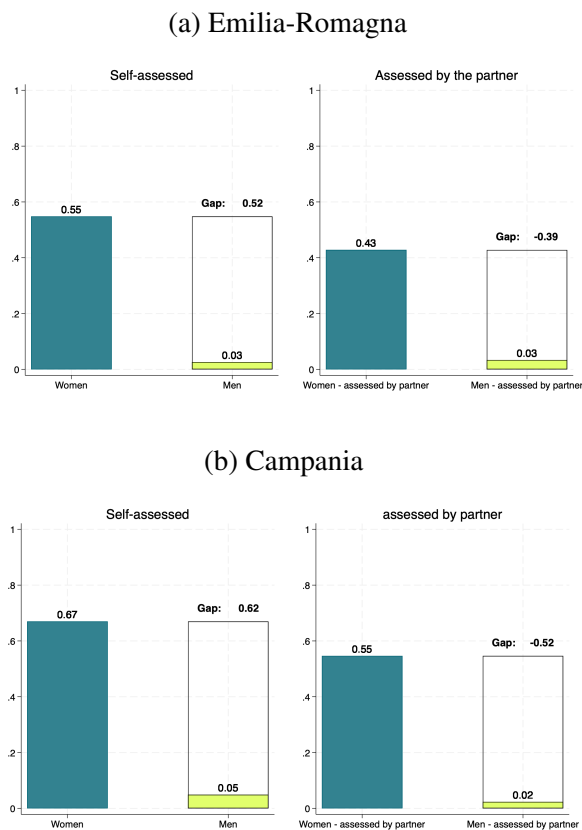 (a) Emilia-Romagna
Self-assessed
1
.8
.6
.4
.2
0
0.55
Gap: 0.52
0.03
Women
Men
Assessed by the partner
1
.8
.6
.4
.2
0
0.43
Gap: -0.39
0.03
Women - assessed by partner
Men - assessed by partner
(b) Campania
Self-assessed
1
.8
.6
.4
.2
0
0.67
Gap: 0.62
0.05
Women
Men
assessed by partner
1
.8
.6
.4
.2
0
0.55
Gap: -0.52
0.02
Women - assessed by partner
Men - assessed by partner